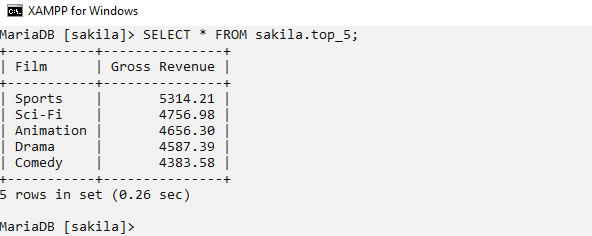 XAMPP for Windows
MariaDB [sakila]> SELECT * FROM sakila.top_5;
+-----------+---------------+
| Film      | Gross Revenue |
+-----------+---------------+
| Sports    |       5314.21 |
| Sci-Fi    |       4756.98 |
| Animation |       4656.30 |
| Drama     |       4587.39 |
| Comedy    |       4383.58 |
+-----------+---------------+
5 rows in set (0.26 sec)
MariaDB [sakila]>